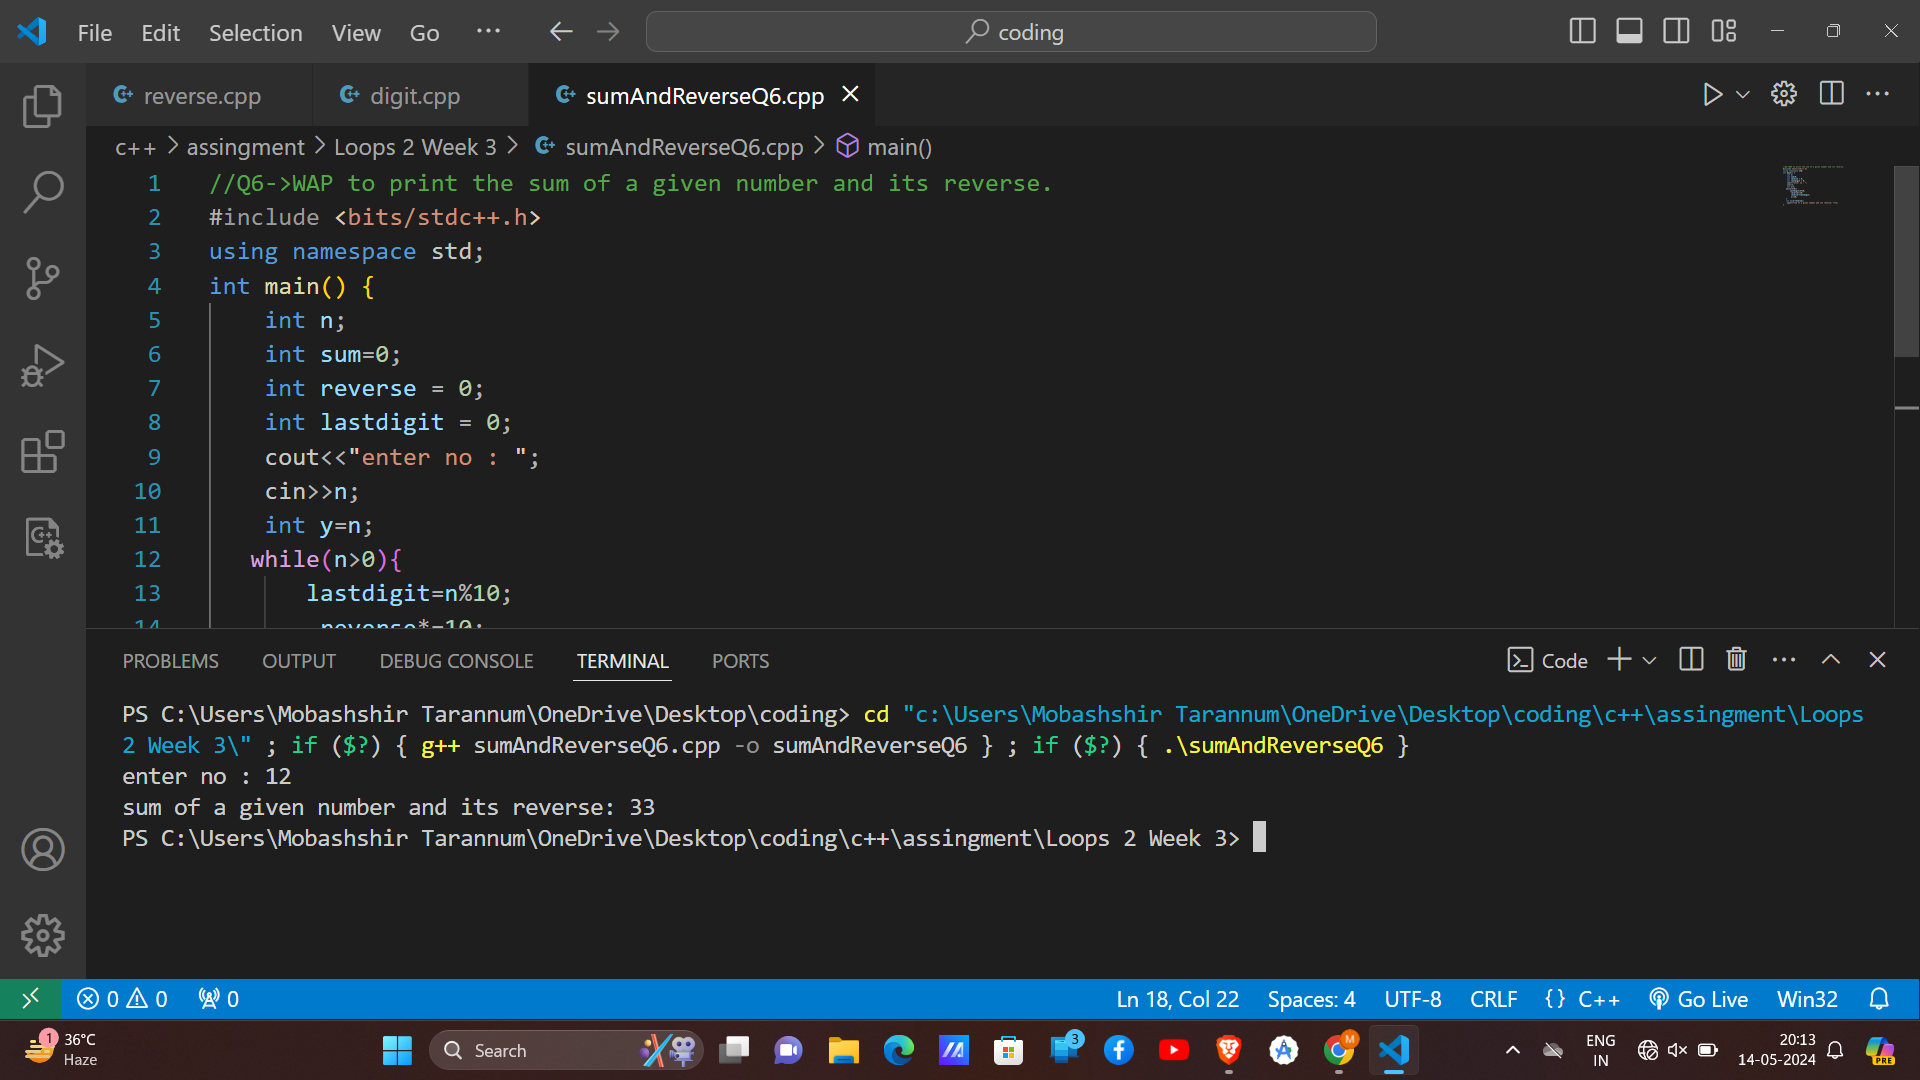 File Edit Selection View Go ··· coding
reverse.cpp digit.cpp sumAndReverseQ6.cpp
c++ > assingment > Loops 2 Week 3 > sumAndReverseQ6.cpp > main()
1 //Q6->WAP to print the sum of a given number and its reverse.
2 #include <bits/stdc++.h>
3 using namespace std;
4 int main() {
5 int n;
6 int sum=0;
7 int reverse = 0;
8 int lastdigit = 0;
9 cout<<"enter no : ";
10 cin>>n;
11 int y=n;
12 while(n>0){
13 lastdigit=n%10;
14 reverse*=10;
PROBLEMS OUTPUT DEBUG CONSOLE TERMINAL PORTS Code
PS C:\Users\Mobashshir Tarannum\OneDrive\Desktop\coding> cd "c:\Users\Mobashshir Tarannum\OneDrive\Desktop\coding\c++\assingment\Loops
2 Week 3\" ; if ($?) { g++ sumAndReverseQ6.cpp -o sumAndReverseQ6 } ; if ($?) { .\sumAndReverseQ6 }
enter no : 12
sum of a given number and its reverse: 33
PS C:\Users\Mobashshir Tarannum\OneDrive\Desktop\coding\c++\assingment\Loops 2 Week 3>
0 0 0 Ln 18, Col 22 Spaces: 4 UTF-8 CRLF {} C++ Go Live Win32
1 36°C
Haze
Search
3
M
ENG
IN
20:13
14-05-2024
PRE